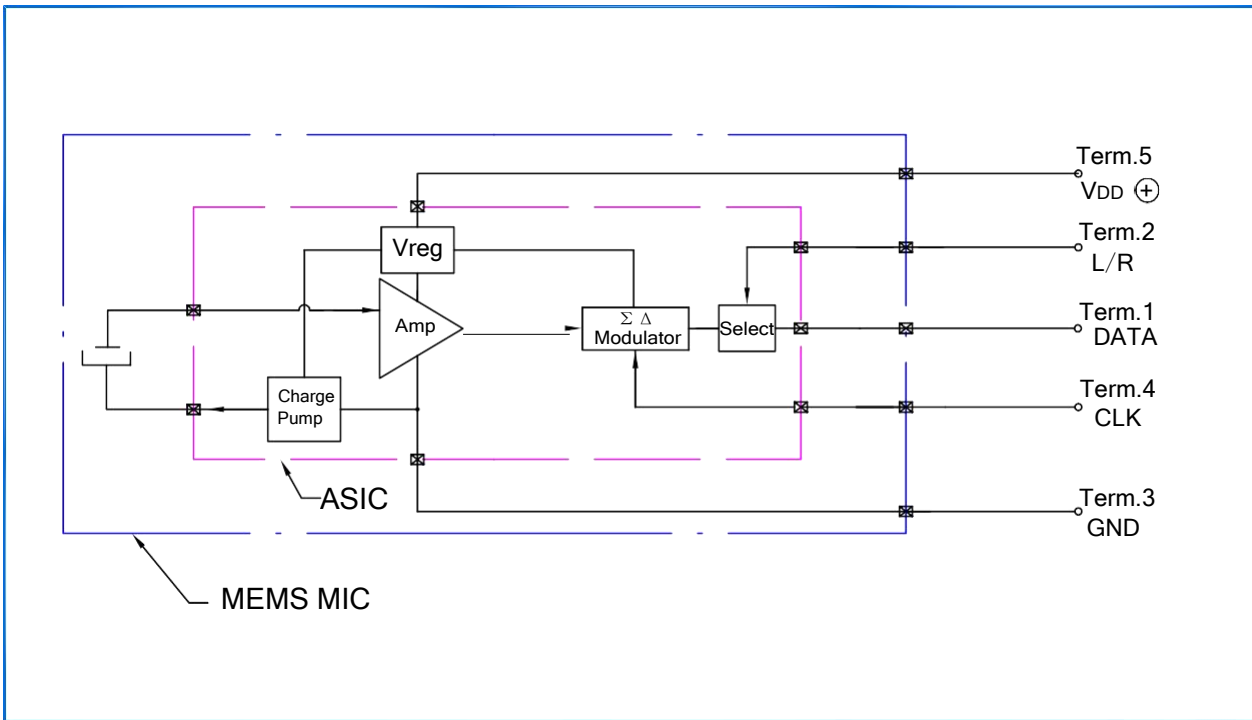 Term.5
VDD
Term.2
L/R
Vreg
Amp
Σ Δ
Modulator
Select
Term.1
DATA
Charge
Pump
Term.4
CLK
ASIC
Term.3
GND
MEMS MIC